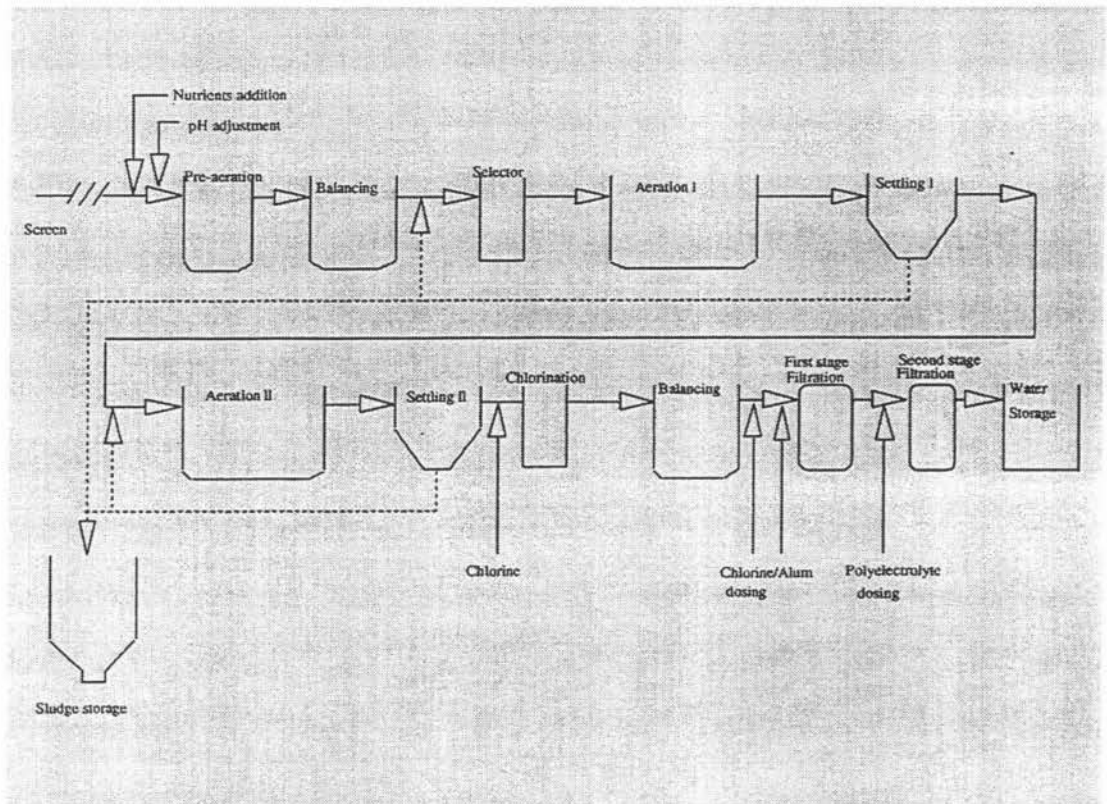 Nutrients addition
pH adjustment
Pre-aeration
Balancing
Selector
Aeration I
Settling I
Screen
Aeration II
Settling II
Chlorination
Balancing
First stage
Filtration
Second stage
Filtration
Water
Storage
Chlorine
Chlorine/Alum
dosing
Polyelectrolyte
dosing
Sludge storage